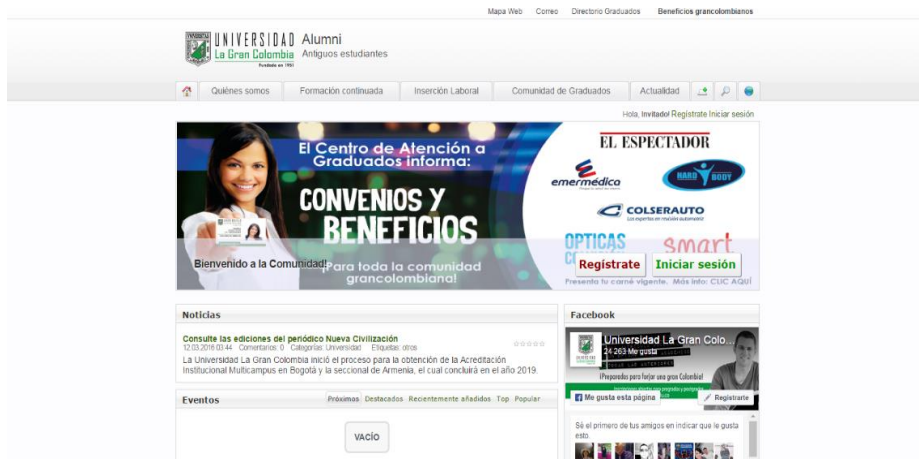 Mapa Web Correo Directorio Graduados Beneficios grancolombianos
UNIVERSIDAD
La Gran Colombia
Fundada en 1951
Alumni
Antiguos estudiantes
Quiénes somos Formación continuada Inserción Laboral Comunidad de Graduados Actualidad
Hola, Invitado! Regístrate Iniciar sesión
El Centro de Atención a
Graduados informa:
CONVENIOS Y
BENEFICIOS
¡Para toda la comunidad
grancolombiana!
Bienvenido a la Comunidad!
EL ESPECTADOR
emermédica
HARD BODY
COLSERAUTO
OPTICAS
smart
Regístrate Iniciar sesión
Presenta tu carné vigente. Más info: CLIC AQUÍ
Noticias
Consulte las ediciones del periódico Nueva Civilización
12.03.2016 03:44 Comentarios: 0 Categorías: Universidad Etiquetas: otros
La Universidad La Gran Colombia inició el proceso para la obtención de la Acreditación
Institucional Multicampus en Bogotá y la seccional de Armenia, el cual concluirá en el año 2019.
Eventos Próximos Destacados Recientemente añadidos Top Popular
VACÍO
Facebook
Universidad La Gran Colo...
24 263 Me gusta
¡Preparados para forjar una gran Colombia!
Me gusta esta página Registrarte
Sé el primero de tus amigos en indicar que le gusta
esto.